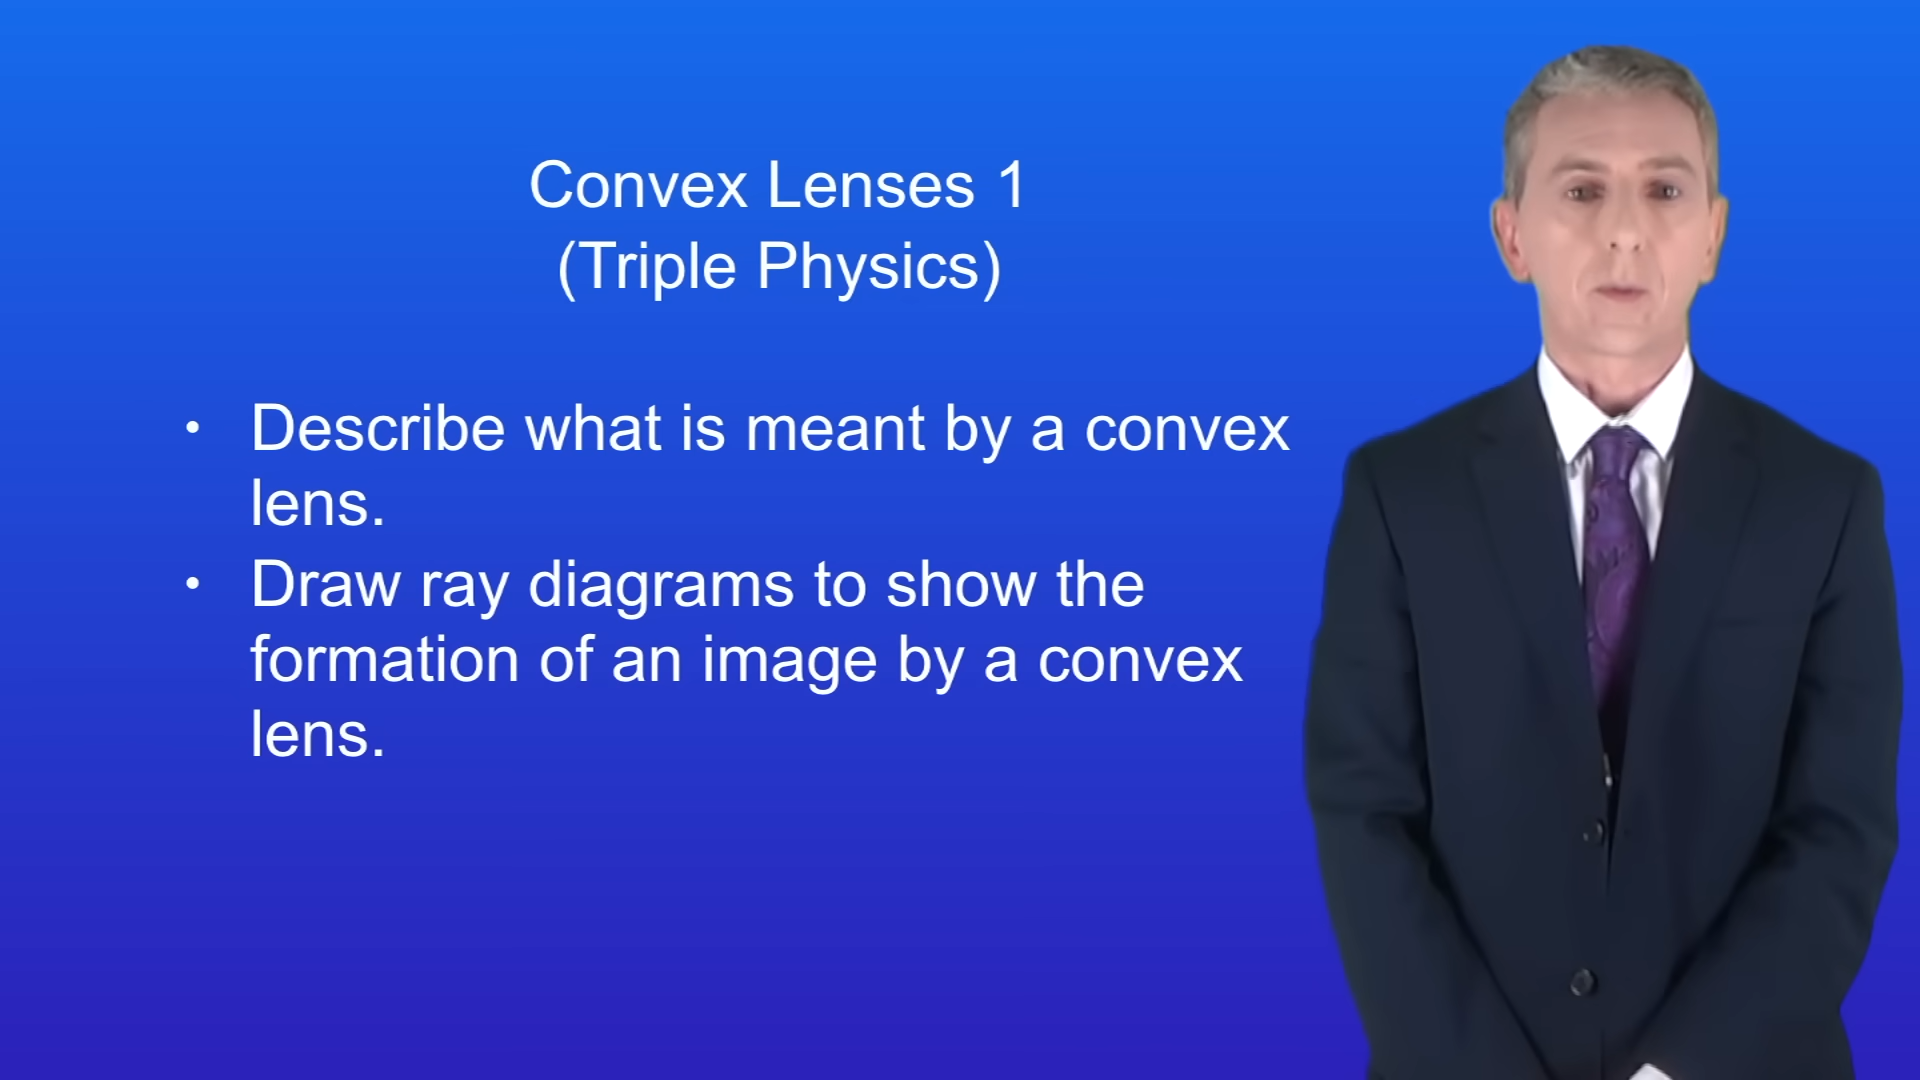 Convex Lenses 1
(Triple Physics)
• Describe what is meant by a convex
lens.
• Draw ray diagrams to show the
formation of an image by a convex
lens.